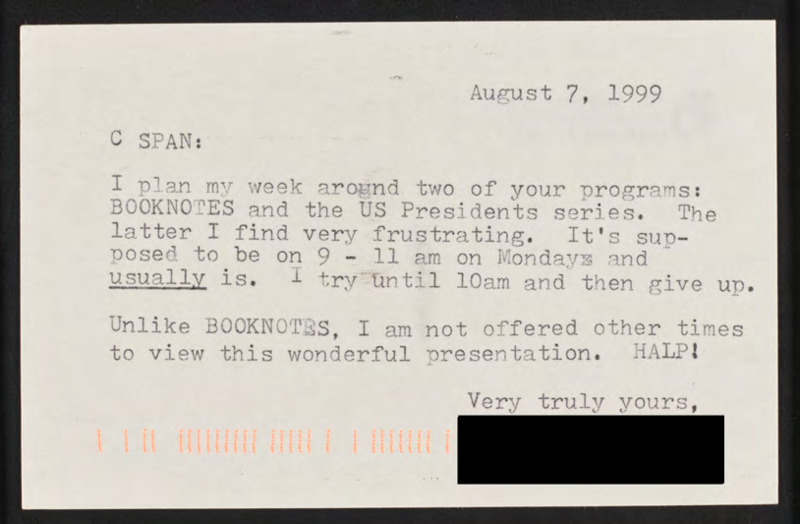 August 7, 1999
C SPAN:
I plan my week around two of your programs:
BOOKNOTES and the US Presidents series. The
latter I find very frustrating. It's sup-
posed to be on 9 - 11 am on Mondays and
usually is. I try until 10am and then give up.
Unlike BOOKNOTES, I am not offered other times
to view this wonderful presentation. HALP!
Very truly yours,